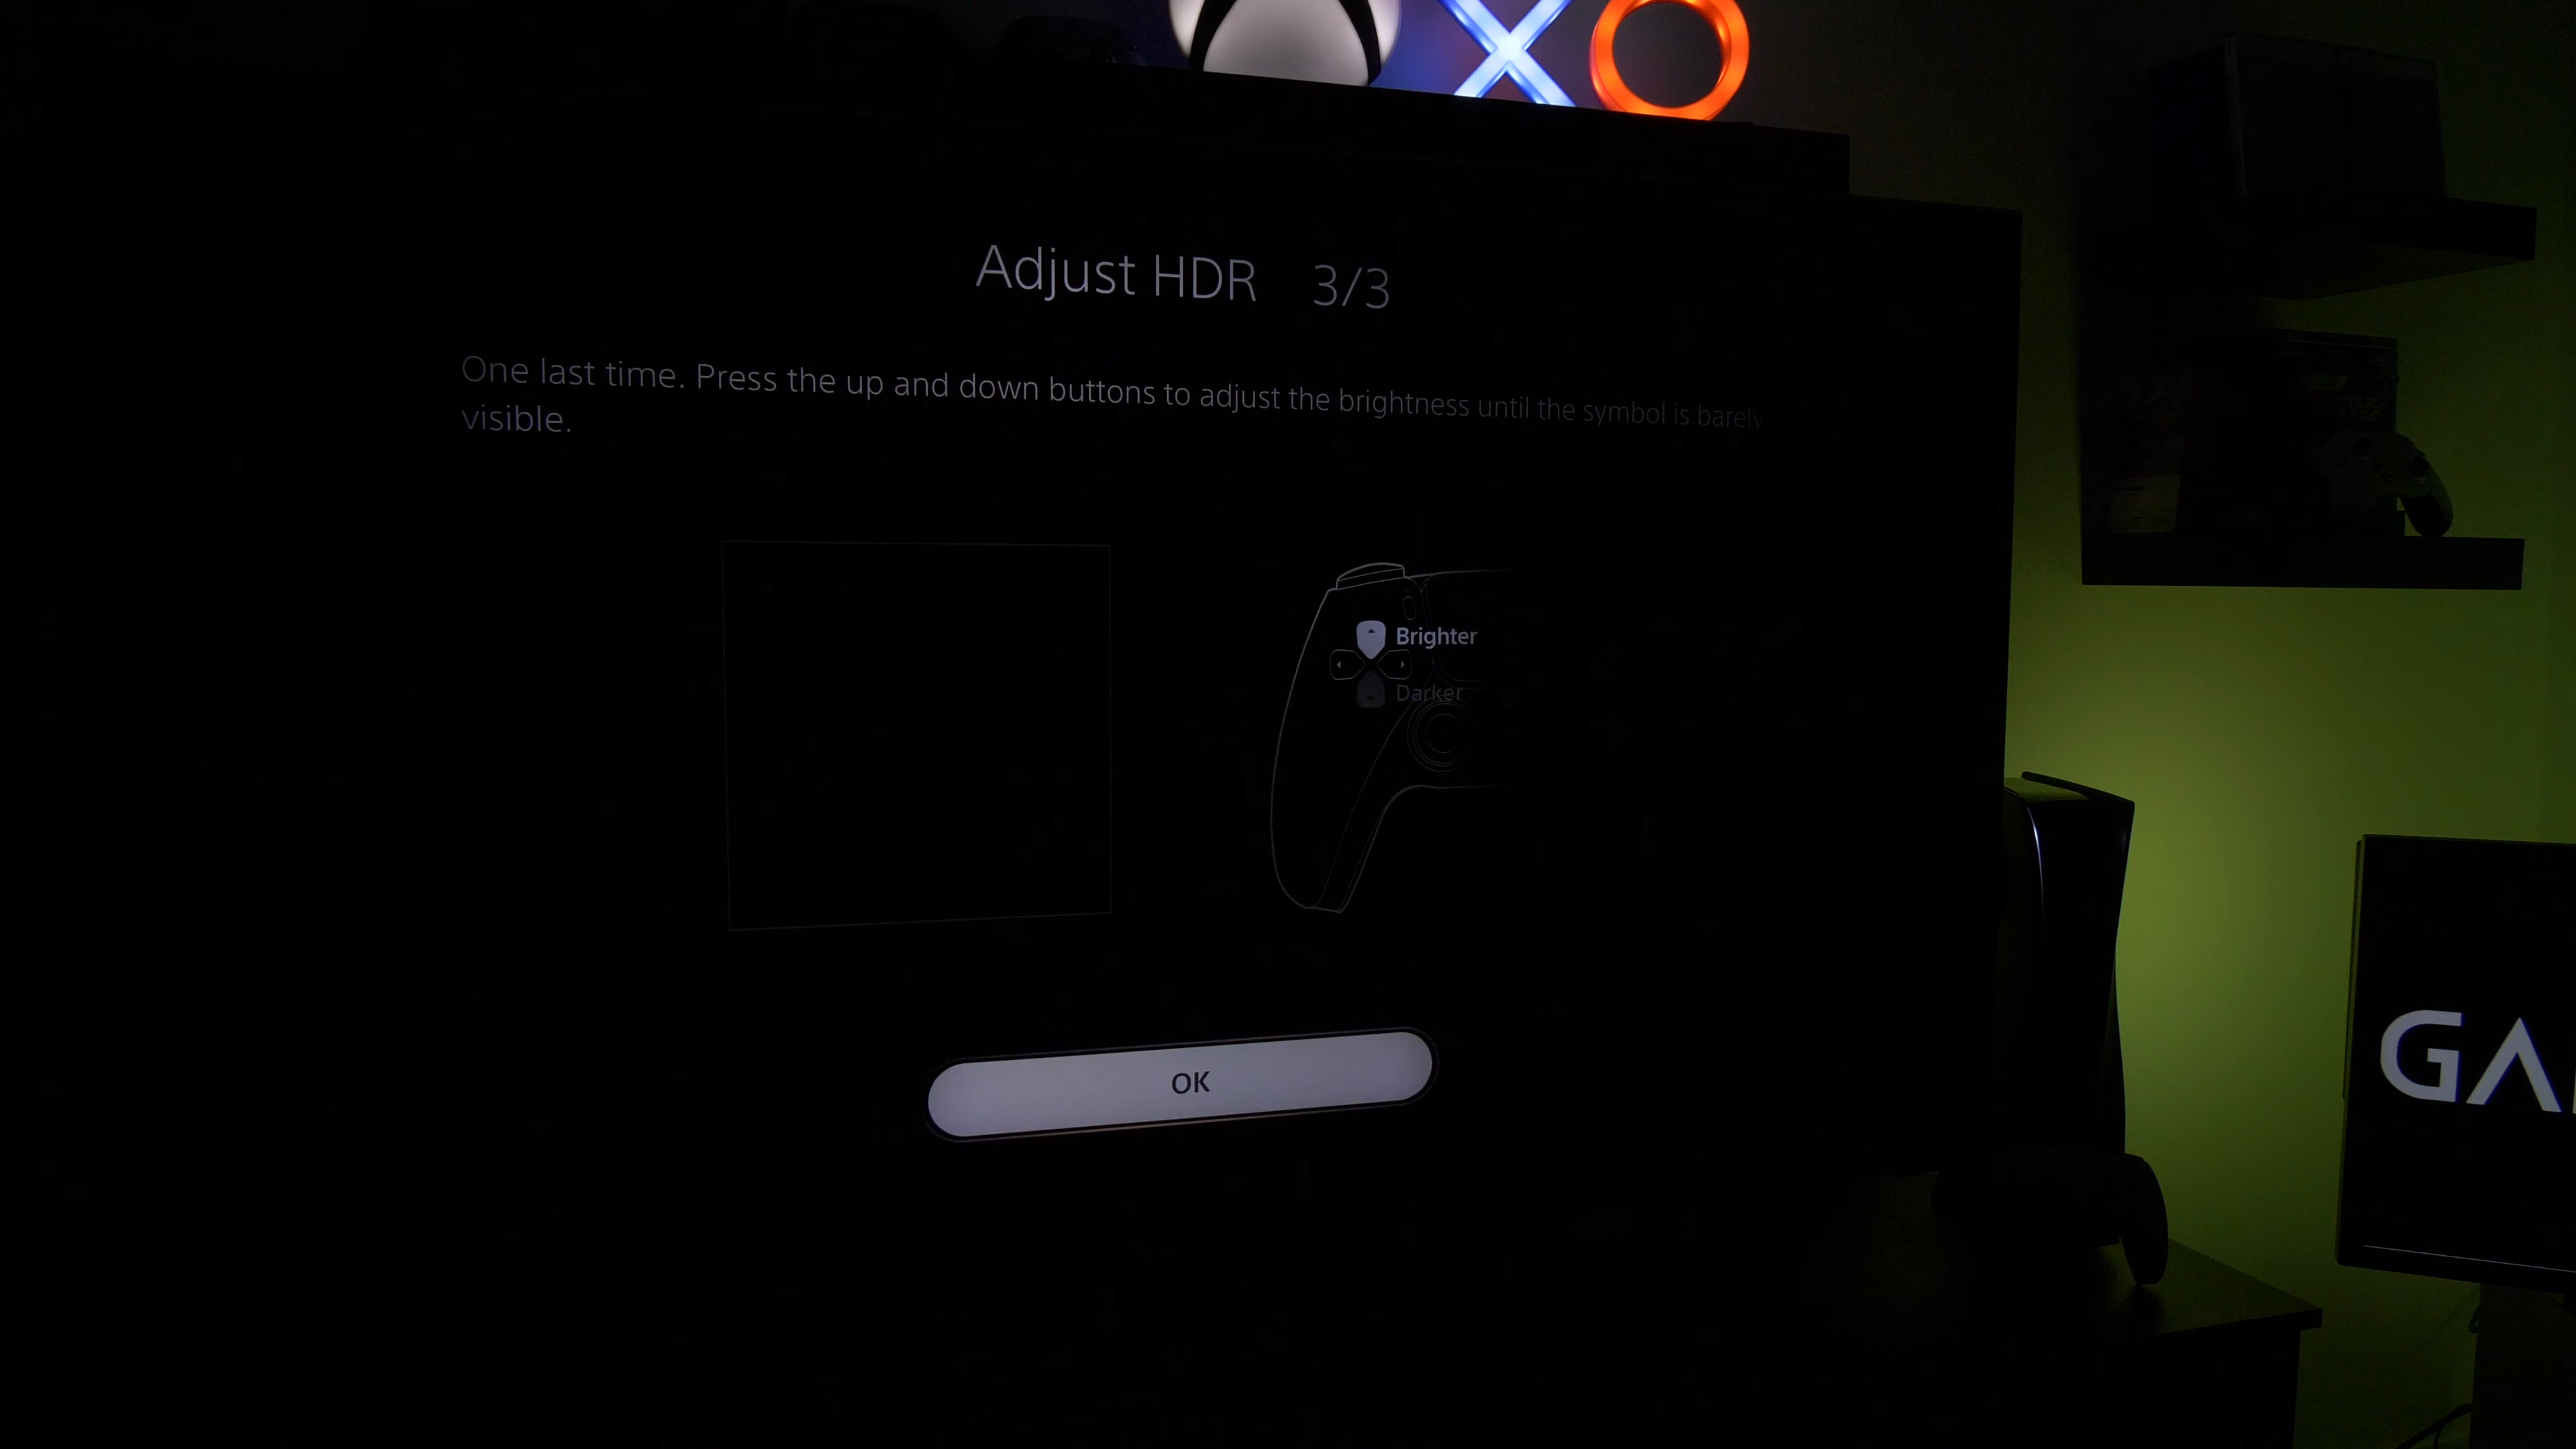 Adjust HDR 3/3
One last time. Press the up and down buttons to adjust the brightness until the symbol is barely
visible.
Brighter
Darker
OK